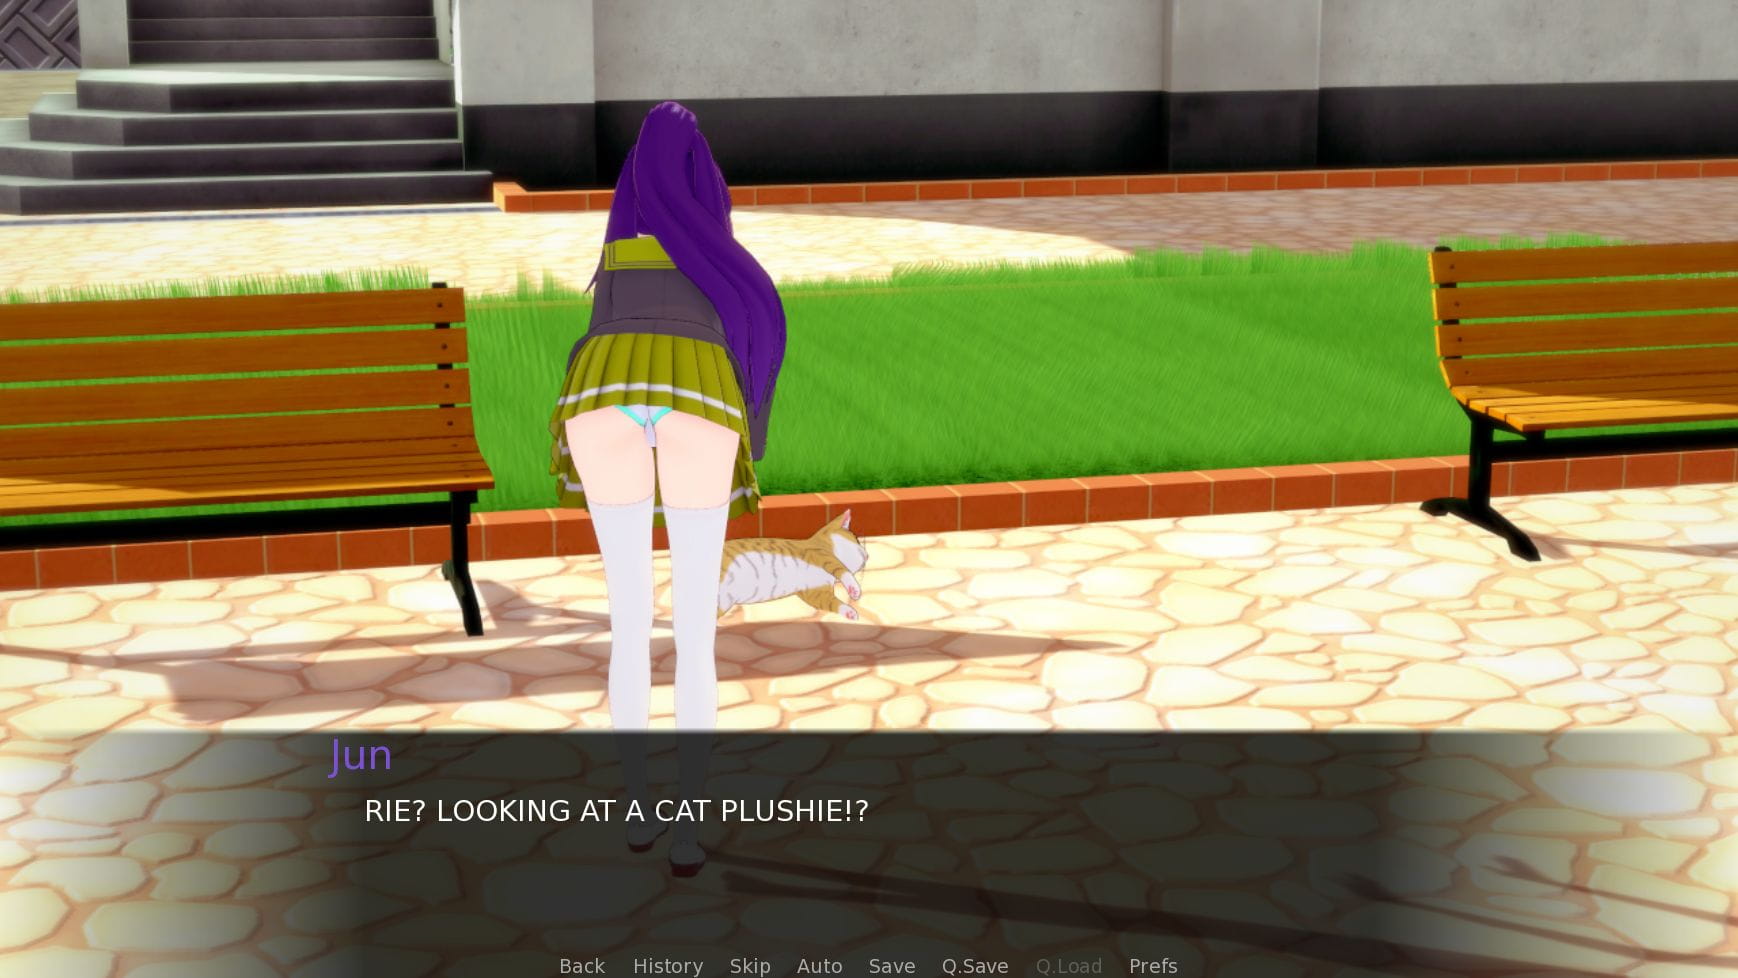 Jun
RIE? LOOKING AT A CAT PLUSHIE!?
Back History Skip Auto Save Q.Save Q.Load Prefs